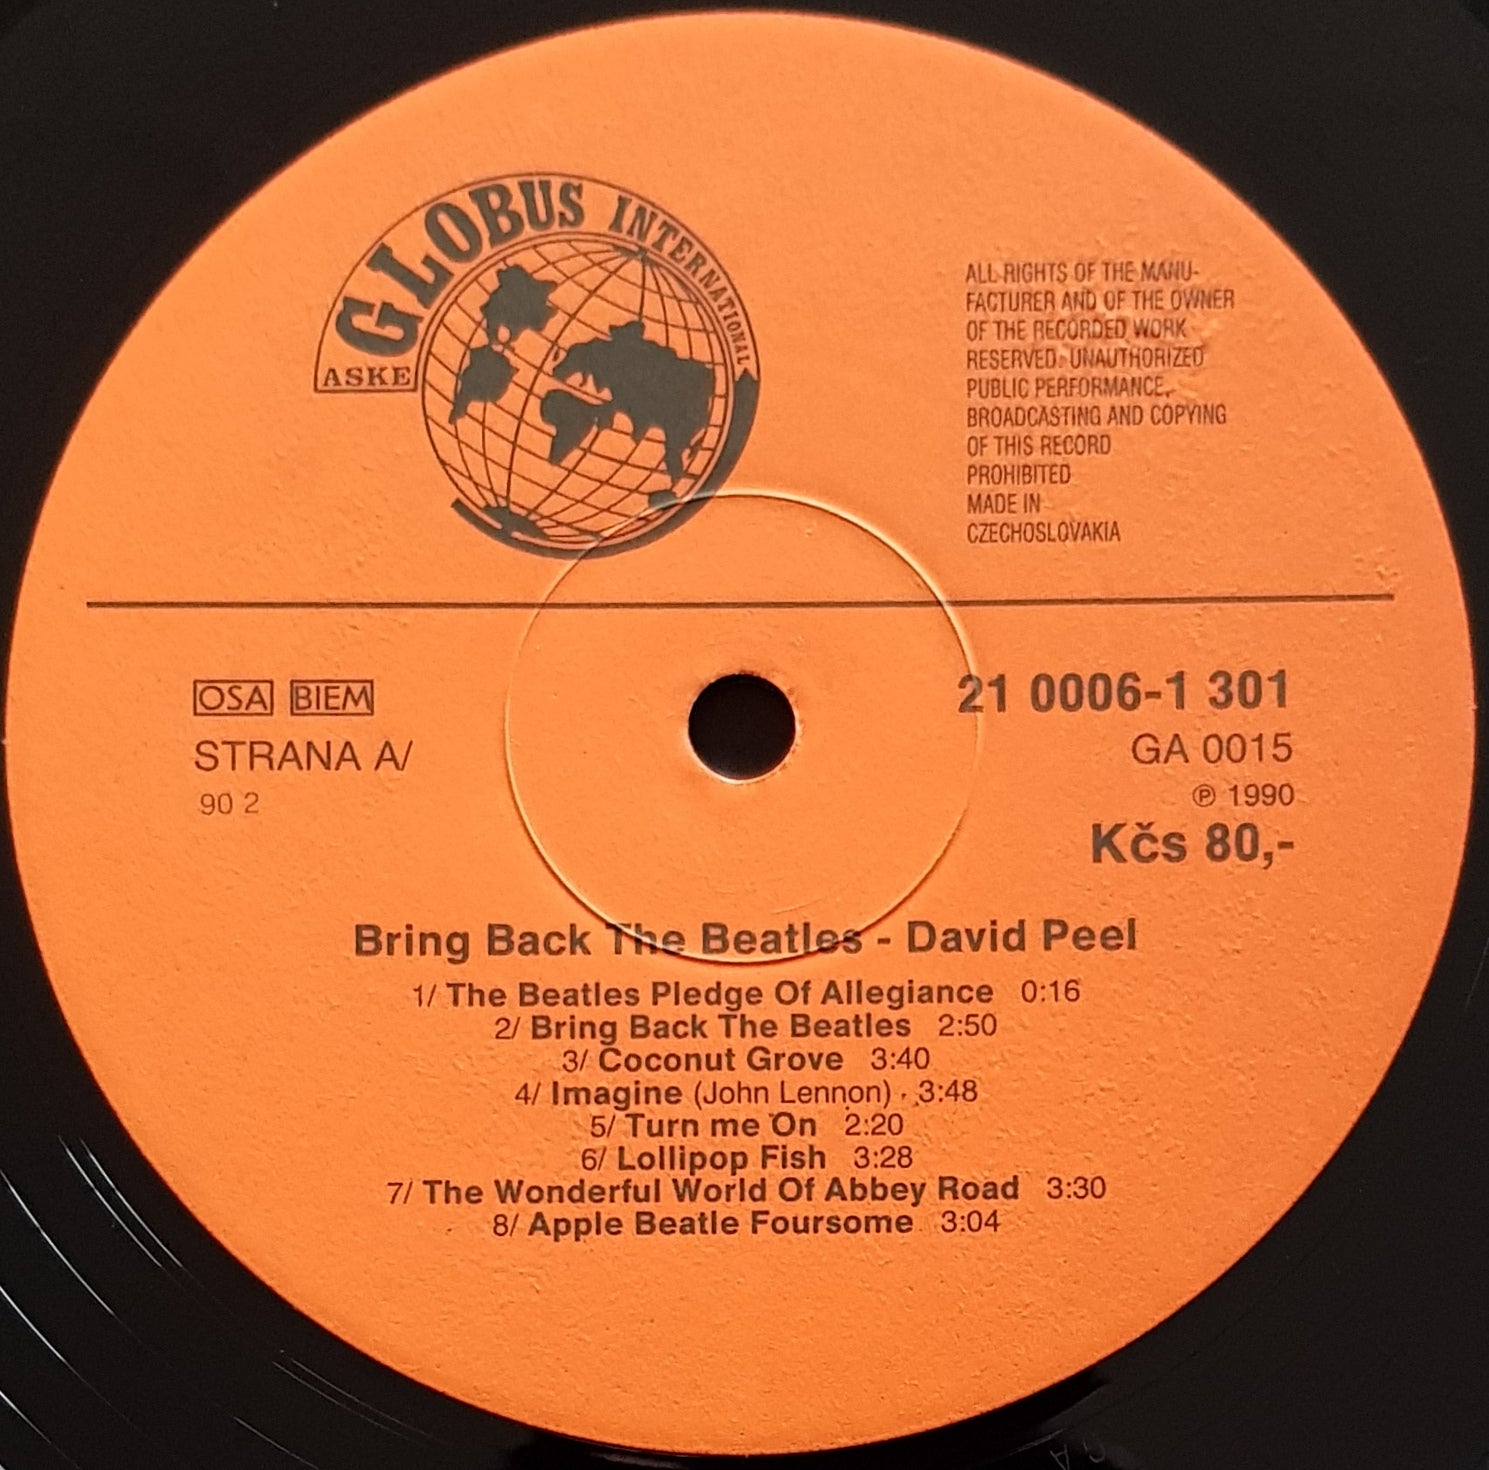 GLOBUS INTERNATIONAL
ASKE
ALL RIGHTS OF THE MANU-
FACTURER AND OF THE OWNER
OF THE RECORDED WORK
RESERVED. UNAUTHORIZED
PUBLIC PERFORMANCE,
BROADCASTING AND COPYING
OF THIS RECORD
PROHIBITED
MADE IN
CZECHOSLOVAKIA
OSA BIEM
STRANA A/
90 2
21 0006-1 301
GA 0015
℗ 1990
Kčs 80,-
Bring Back The Beatles - David Peel
1/ The Beatles Pledge Of Allegiance 0:16
2/ Bring Back The Beatles 2:50
3/ Coconut Grove 3:40
4/ Imagine (John Lennon) 3:48
5/ Turn me On 2:20
6/ Lollipop Fish 3:28
7/ The Wonderful World Of Abbey Road 3:30
8/ Apple Beatle Foursome 3:04